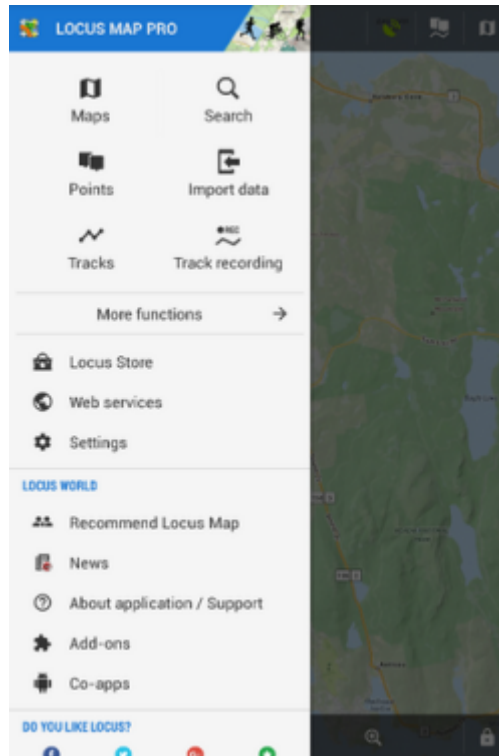 LOCUS MAP PRO
Maps
Search
Points
Import data
Tracks
Track recording
More functions
Locus Store
Web services
Settings
LOCUS WORLD
Recommend Locus Map
News
About application / Support
Add-ons
Co-apps
DO YOU LIKE LOCUS?